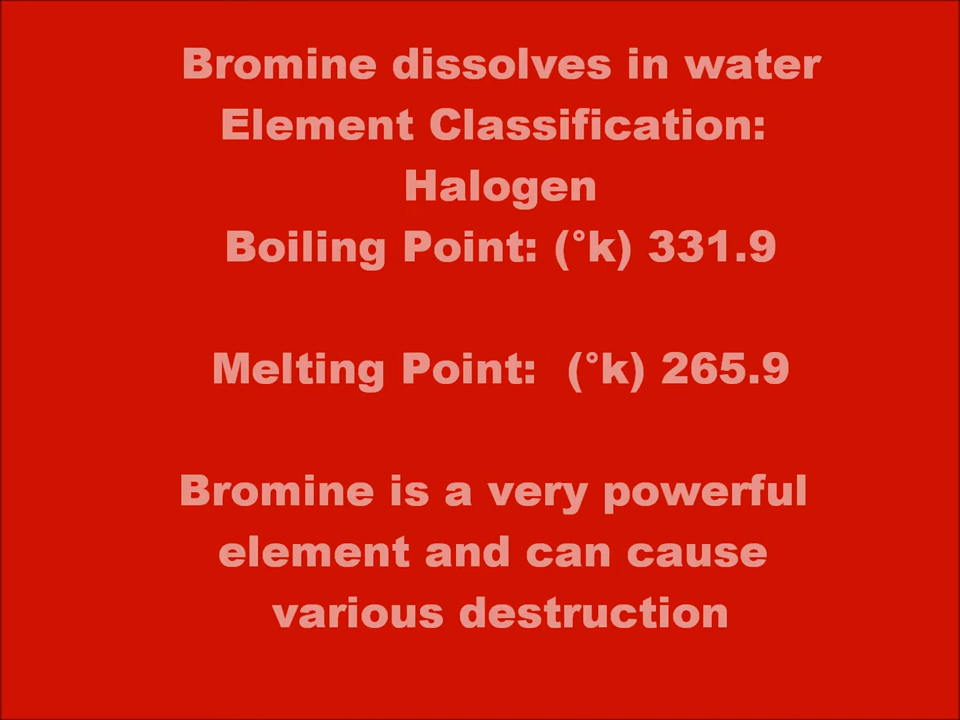 Bromine dissolves in water
Element Classification:
Halogen
Boiling Point: (°k) 331.9
Melting Point:  (°k) 265.9
Bromine is a very powerful
element and can cause
various destruction